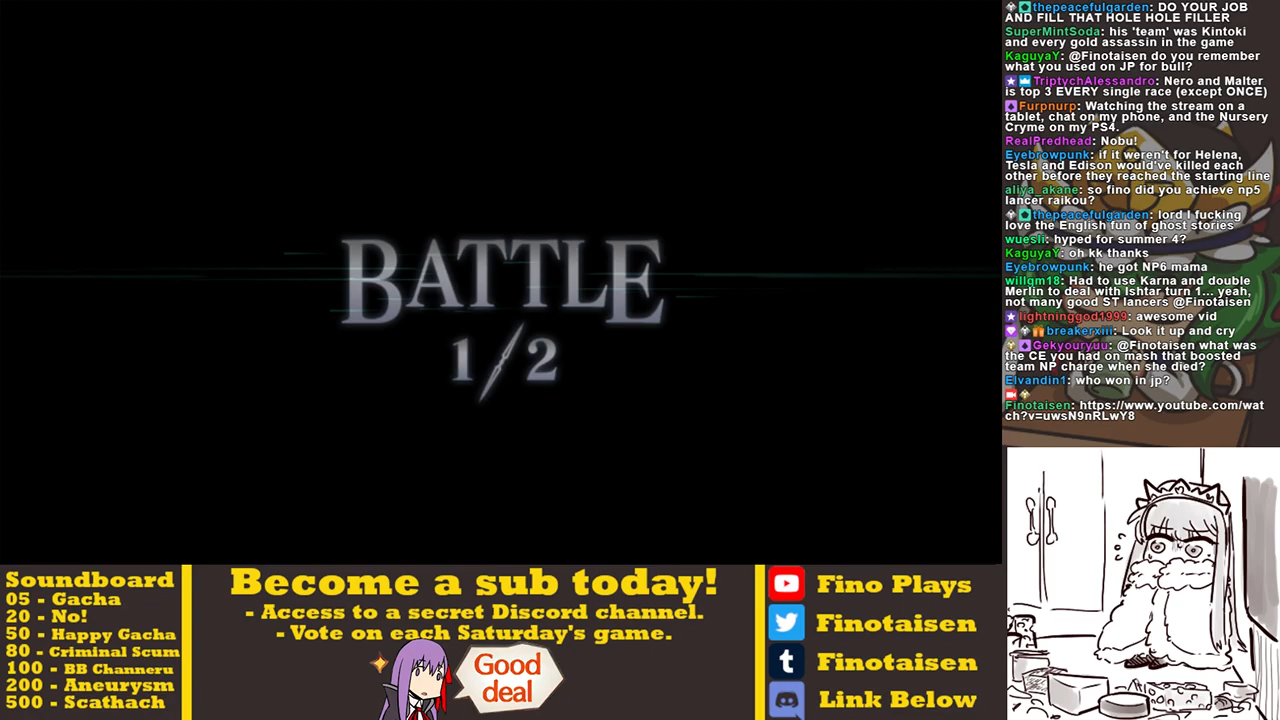 BATTLE
1/2
thepeacefulgarden: DO YOUR JOB
AND FILL THAT HOLE HOLE FILLER
SuperMintSoda: his 'team' was Kintoki
and every gold assassin in the game
KaguyaY: @Finotaisen do you remember
what you used on JP for bull?
TriptychAlessandro: Nero and Malter
is top 3 EVERY single race (except ONCE)
Furpnurp: Watching the stream on a
tablet, chat on my phone, and the Nursery
Cryme on my PS4.
RealPredhead: Nobu!
Eyebrowpunk: if it weren't for Helena,
Tesla and Edison would've killed each
other before they reached the starting line
aliya_akane: so fino did you achieve np5
lancer raikou?
thepeacefulgarden: lord I fucking
love the English fun of ghost stories
wuesli: hyped for summer 4?
KaguyaY: oh kk thanks
Eyebrowpunk: he got NP6 mama
willqm18: Had to use Karna and double
Merlin to deal with Ishtar turn 1... yeah,
not many good ST lancers @Finotaisen
lightninggod1999: awesome vid
breakerxiii: Look it up and cry
Gekyouryuu: @Finotaisen what was
the CE you had on mash that boosted
team NP charge when she died?
Elvandin1: who won in jp?
Finotaisen: https://www.youtube.com/wat
ch?v=uwsN9nRLwY8
Soundboard
05 - Gacha
20 - No!
50 - Happy Gacha
80 - Criminal Scum
100 - BB Channeru
200 - Aneurysm
500 - Scathach
Become a sub today!
- Access to a secret Discord channel.
- Vote on each Saturday's game.
Good
deal
Fino Plays
Finotaisen
t Finotaisen
Link Below